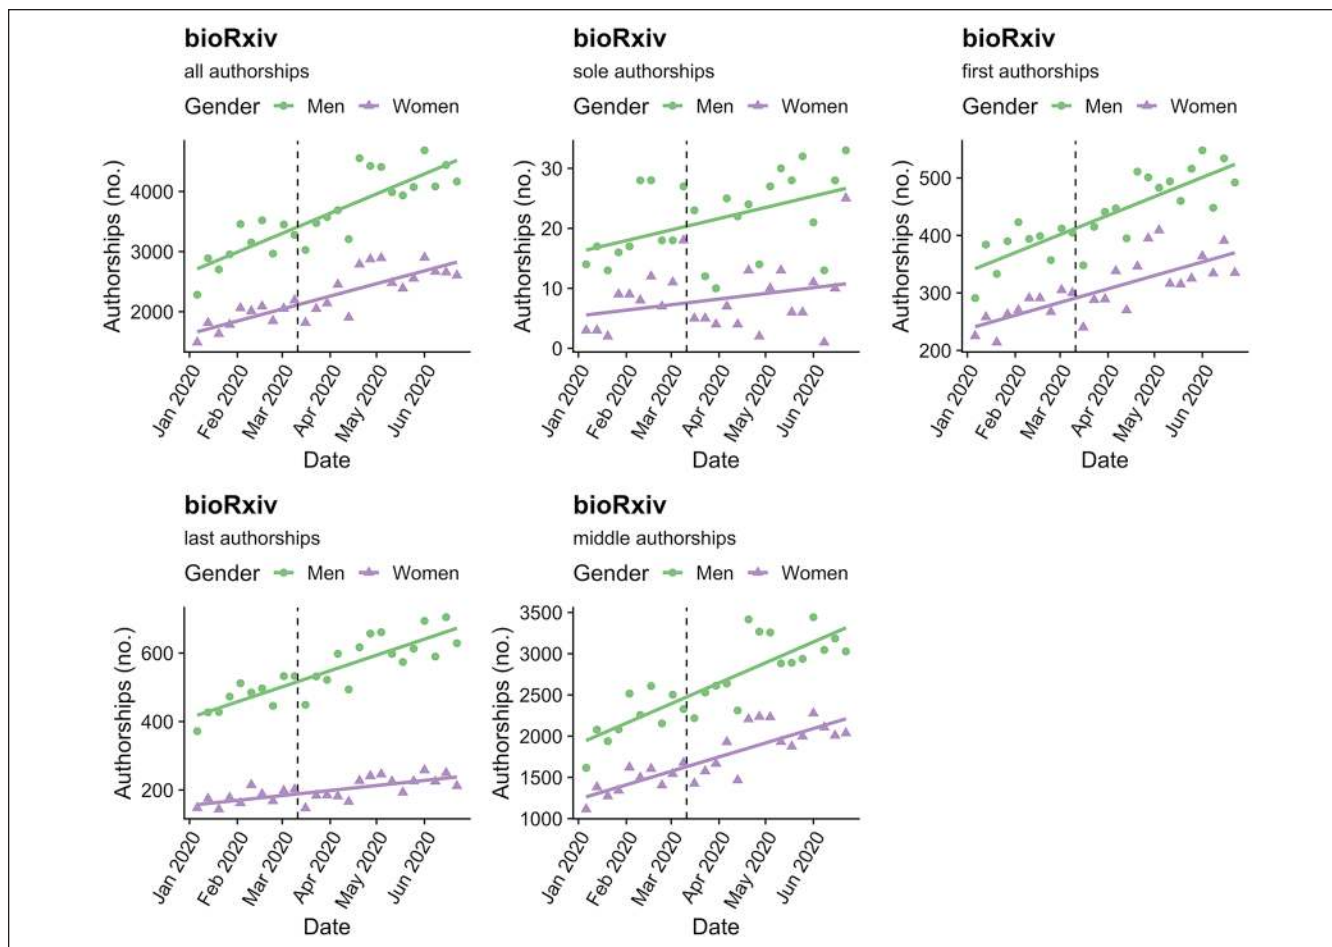 bioRxiv
all authorships
Gender Men Women
Authorships (no.)
4000
3000
2000
Jan 2020
Feb 2020
Mar 2020
Apr 2020
May 2020
Jun 2020
Date
bioRxiv
sole authorships
Gender Men Women
Authorships (no.)
30
20
10
0
Jan 2020
Feb 2020
Mar 2020
Apr 2020
May 2020
Jun 2020
Date
bioRxiv
first authorships
Gender Men Women
Authorships (no.)
500
400
300
200
Jan 2020
Feb 2020
Mar 2020
Apr 2020
May 2020
Jun 2020
Date
bioRxiv
last authorships
Gender Men Women
Authorships (no.)
600
400
200
Jan 2020
Feb 2020
Mar 2020
Apr 2020
May 2020
Jun 2020
Date
bioRxiv
middle authorships
Gender Men Women
Authorships (no.)
3500
3000
2500
2000
1500
1000
Jan 2020
Feb 2020
Mar 2020
Apr 2020
May 2020
Jun 2020
Date